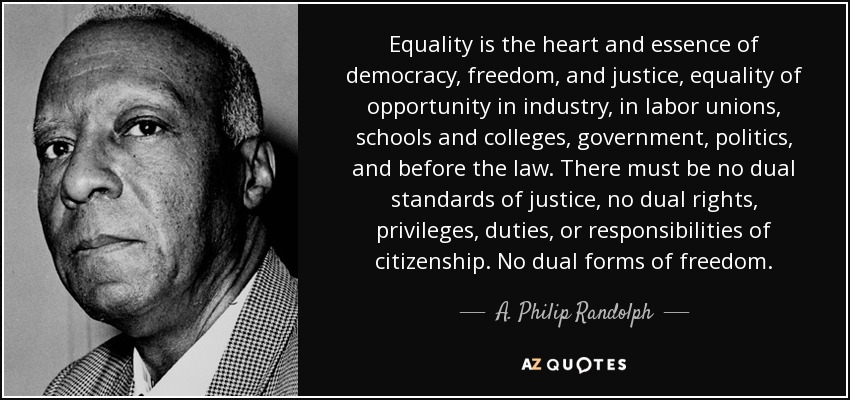 Equality is the heart and essence of
democracy, freedom, and justice, equality of
opportunity in industry, in labor unions,
schools and colleges, government, politics,
and before the law. There must be no dual
standards of justice, no dual rights,
privileges, duties, or responsibilities of
citizenship. No dual forms of freedom.
A. Philip Randolph
AZ QUOTES